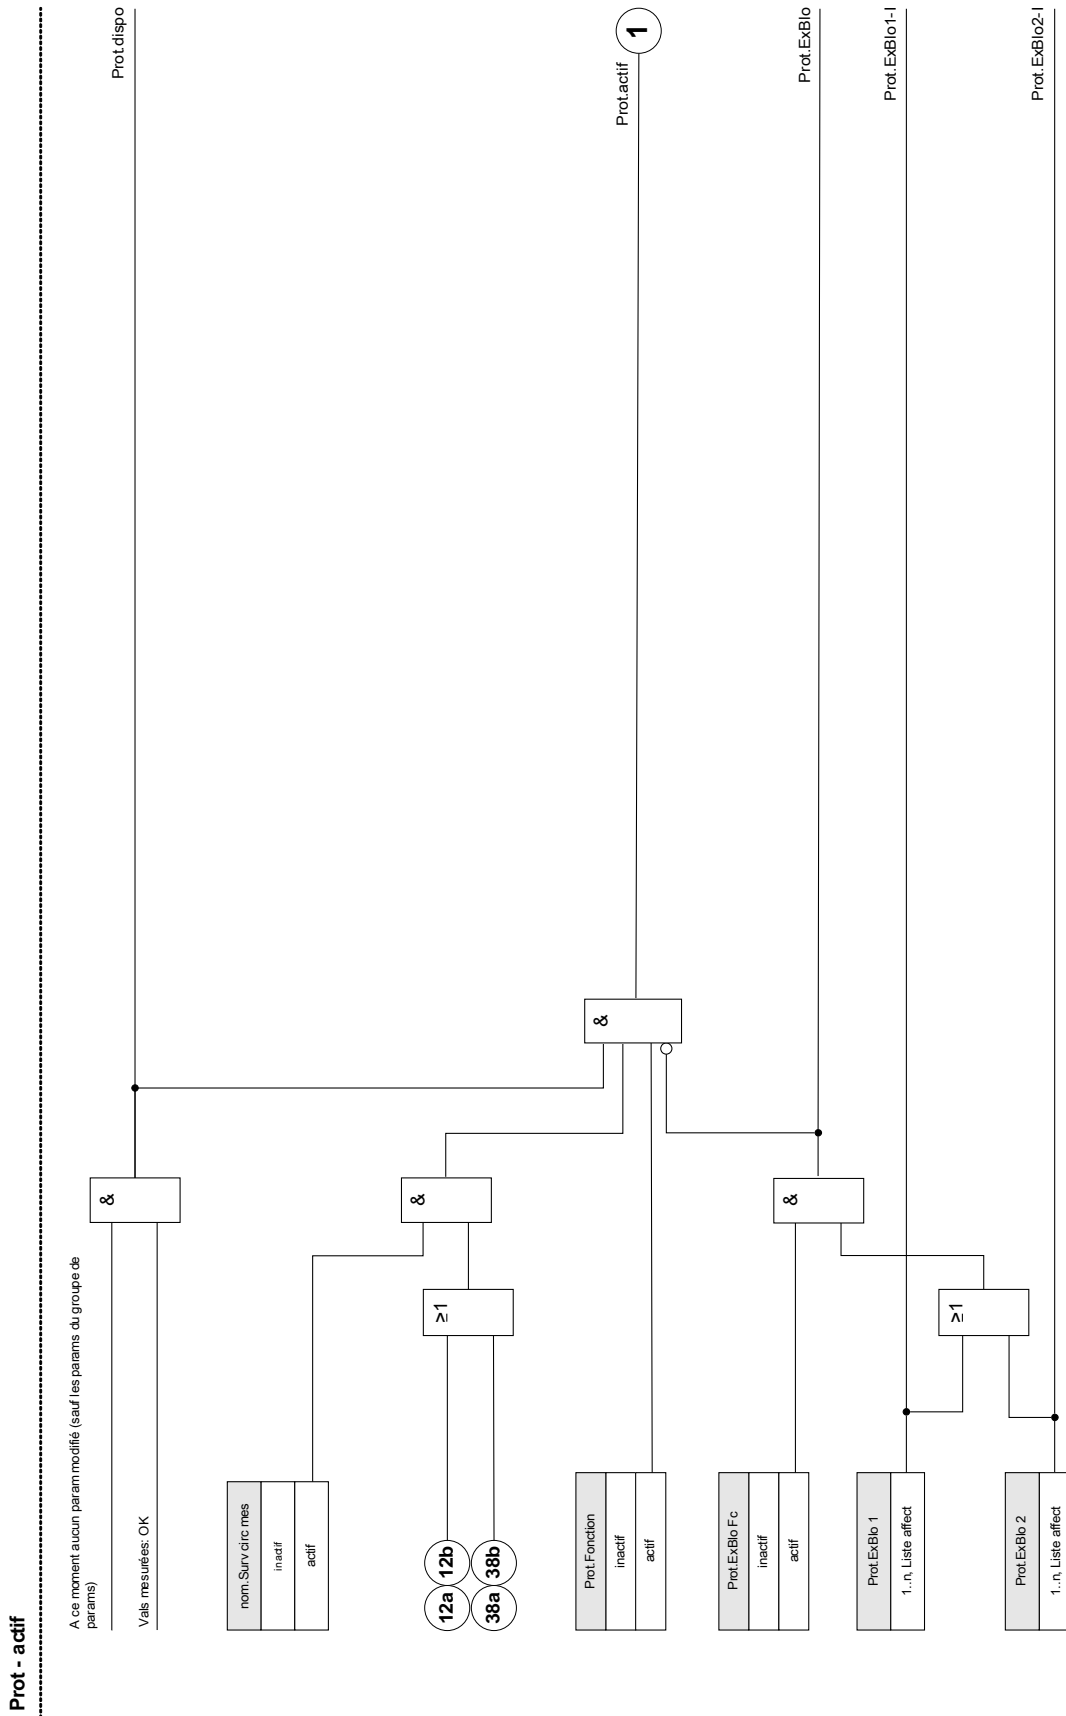 Prot - actif
A ce moment aucun param modifié (sauf les params du groupe de
params)
Vals mesurées: OK
&
Prot.dispo
nom.Surv circ mes
inactif
actif
&
12a 12b
38a 38b
≥1
&
Prot.actif
1
Prot.Fonction
inactif
actif
Prot.ExBlo Fc
inactif
actif
&
Prot.ExBlo
Prot.ExBlo 1
1..n, Liste affect
≥1
Prot.ExBlo1-I
Prot.ExBlo 2
1..n, Liste affect
Prot.ExBlo2-I